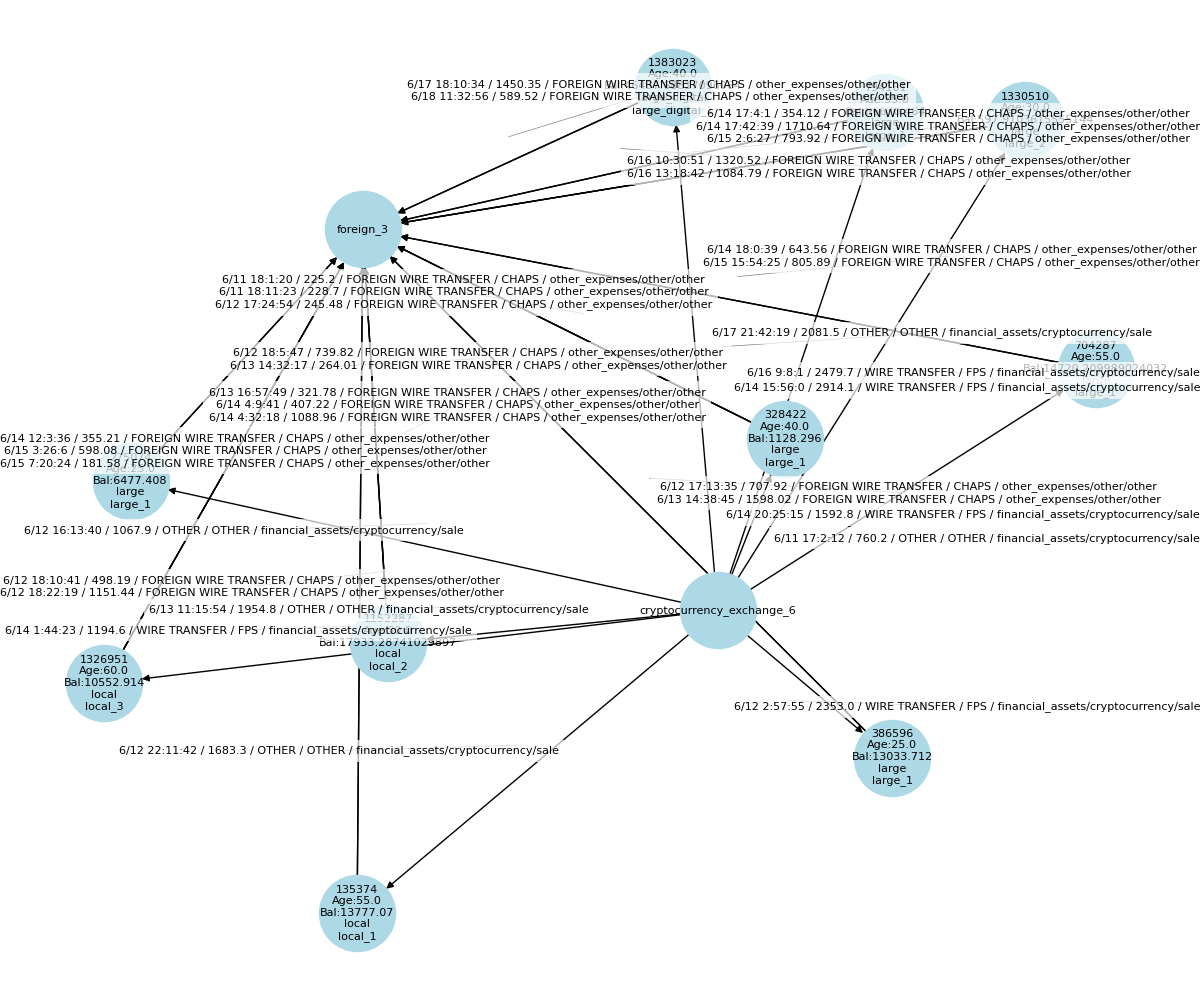 1383023
Age:40.0
6/17 18:10:34 / 1450.35 / FOREIGN WIRE TRANSFER / CHAPS / other_expenses/other/other
6/18 11:32:56 / 589.52 / FOREIGN WIRE TRANSFER / CHAPS / other_expenses/other/other
large_digital
1330510
Age:30.0
6/14 17:4:1 / 354.12 / FOREIGN WIRE TRANSFER / CHAPS / other_expenses/other/other
6/14 17:42:39 / 1710.64 / FOREIGN WIRE TRANSFER / CHAPS / other_expenses/other/other
6/15 2:6:27 / 793.92 / FOREIGN WIRE TRANSFER / CHAPS / other_expenses/other/other
large_2
6/16 10:30:51 / 1320.52 / FOREIGN WIRE TRANSFER / CHAPS / other_expenses/other/other
6/16 13:18:42 / 1084.79 / FOREIGN WIRE TRANSFER / CHAPS / other_expenses/other/other
foreign_3
6/14 18:0:39 / 643.56 / FOREIGN WIRE TRANSFER / CHAPS / other_expenses/other/other
6/15 15:54:25 / 805.89 / FOREIGN WIRE TRANSFER / CHAPS / other_expenses/other/other
6/11 18:1:20 / 225.2 / FOREIGN WIRE TRANSFER / CHAPS / other_expenses/other/other
6/11 18:11:23 / 228.7 / FOREIGN WIRE TRANSFER / CHAPS / other_expenses/other/other
6/12 17:24:54 / 245.48 / FOREIGN WIRE TRANSFER / CHAPS / other_expenses/other/other
6/17 21:42:19 / 2081.5 / OTHER / OTHER / financial_assets/cryptocurrency/sale
704287
Age:55.0
large_1
6/12 18:5:47 / 739.82 / FOREIGN WIRE TRANSFER / CHAPS / other_expenses/other/other
6/13 14:32:17 / 264.01 / FOREIGN WIRE TRANSFER / CHAPS / other_expenses/other/other
6/16 9:8:1 / 2479.7 / WIRE TRANSFER / FPS / financial_assets/cryptocurrency/sale
6/14 15:56:0 / 2914.1 / WIRE TRANSFER / FPS / financial_assets/cryptocurrency/sale
6/13 16:57:49 / 321.78 / FOREIGN WIRE TRANSFER / CHAPS / other_expenses/other/other
6/14 4:9:41 / 407.22 / FOREIGN WIRE TRANSFER / CHAPS / other_expenses/other/other
6/14 4:32:18 / 1088.96 / FOREIGN WIRE TRANSFER / CHAPS / other_expenses/other/other
328422
Age:40.0
Bal:1128.296
large
large_1
6/14 12:3:36 / 355.21 / FOREIGN WIRE TRANSFER / CHAPS / other_expenses/other/other
6/15 3:26:6 / 598.08 / FOREIGN WIRE TRANSFER / CHAPS / other_expenses/other/other
6/15 7:20:24 / 181.58 / FOREIGN WIRE TRANSFER / CHAPS / other_expenses/other/other
Bal:6477.408
large
large_1
6/12 17:13:35 / 707.92 / FOREIGN WIRE TRANSFER / CHAPS / other_expenses/other/other
6/13 14:38:45 / 1598.02 / FOREIGN WIRE TRANSFER / CHAPS / other_expenses/other/other
6/14 20:25:15 / 1592.8 / WIRE TRANSFER / FPS / financial_assets/cryptocurrency/sale
6/12 16:13:40 / 1067.9 / OTHER / OTHER / financial_assets/cryptocurrency/sale
6/11 17:2:12 / 760.2 / OTHER / OTHER / financial_assets/cryptocurrency/sale
6/12 18:10:41 / 498.19 / FOREIGN WIRE TRANSFER / CHAPS / other_expenses/other/other
6/12 18:22:19 / 1151.44 / FOREIGN WIRE TRANSFER / CHAPS / other_expenses/other/other
6/13 11:15:54 / 1954.8 / OTHER / OTHER / financial_assets/cryptocurrency/sale
cryptocurrency_exchange_6
6/14 1:44:23 / 1194.6 / WIRE TRANSFER / FPS / financial_assets/cryptocurrency/sale
Bal:17933.28741029897
local
local_2
1326951
Age:60.0
Bal:10552.914
local
local_3
6/12 2:57:55 / 2353.0 / WIRE TRANSFER / FPS / financial_assets/cryptocurrency/sale
386596
Age:25.0
Bal:13033.712
large
large_1
6/12 22:11:42 / 1683.3 / OTHER / OTHER / financial_assets/cryptocurrency/sale
135374
Age:55.0
Bal:13777.07
local
local_1